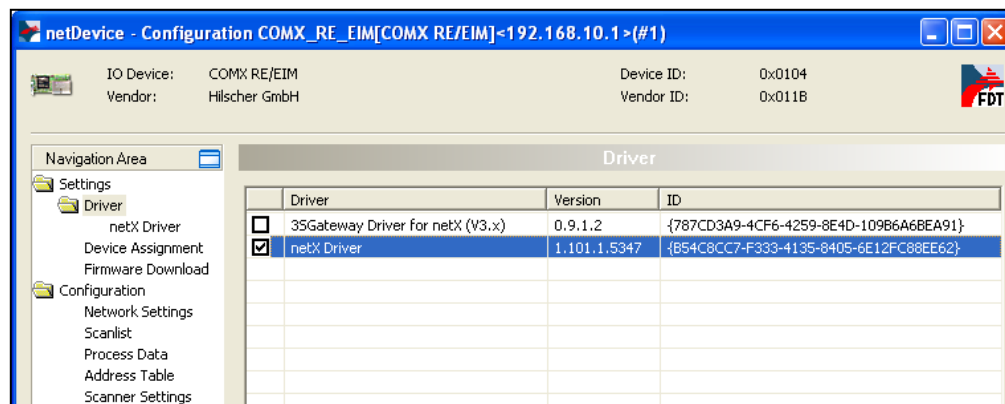 netDevice - Configuration COMX_RE_EIM[COMX RE/EIM]<192.168.10.1>(#1)
IO Device: COMX RE/EIM Device ID: 0x0104
Vendor: Hilscher GmbH Vendor ID: 0x011B
FDT
Navigation Area Driver
Settings
Driver
netX Driver
Device Assignment
Firmware Download
Configuration
Network Settings
Scanlist
Process Data
Address Table
Scanner Settings
Driver Version ID
3SGateway Driver for netX (V3.x) 0.9.1.2 {787CD3A9-4CF6-4259-8E4D-109B6A6BEA91}
netX Driver 1.101.1.5347 {B54C8CC7-F333-4135-8405-6E12FC88EE62}